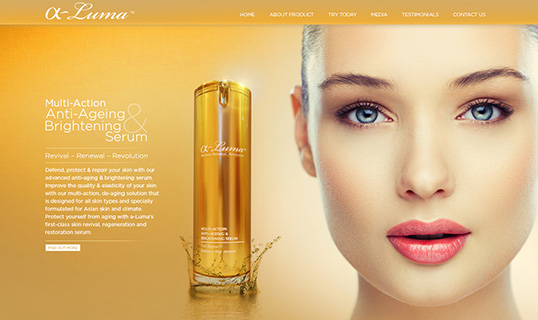 α-Luma™
HOME ABOUT PRODUCT TRY TODAY MEDIA TESTIMONIALS CONTACT US
Multi-Action
Anti-Ageing
& Brightening
Serum
Revival – Renewal – Revolution
Defend, protect & repair your skin with our
advanced anti-aging & brightening serum.
Improve the quality & elasticity of your skin
with our multi-action, de-aging solution that
is designed for all skin types and specially
formulated for Asian skin and climate.
Protect yourself from aging with a-Luma's
first-class skin revival, regeneration and
restoration serum.
FIND OUT MORE
α-Luma™
MULTI-ACTION
ANTI-AGEING &
BRIGHTENING SERUM